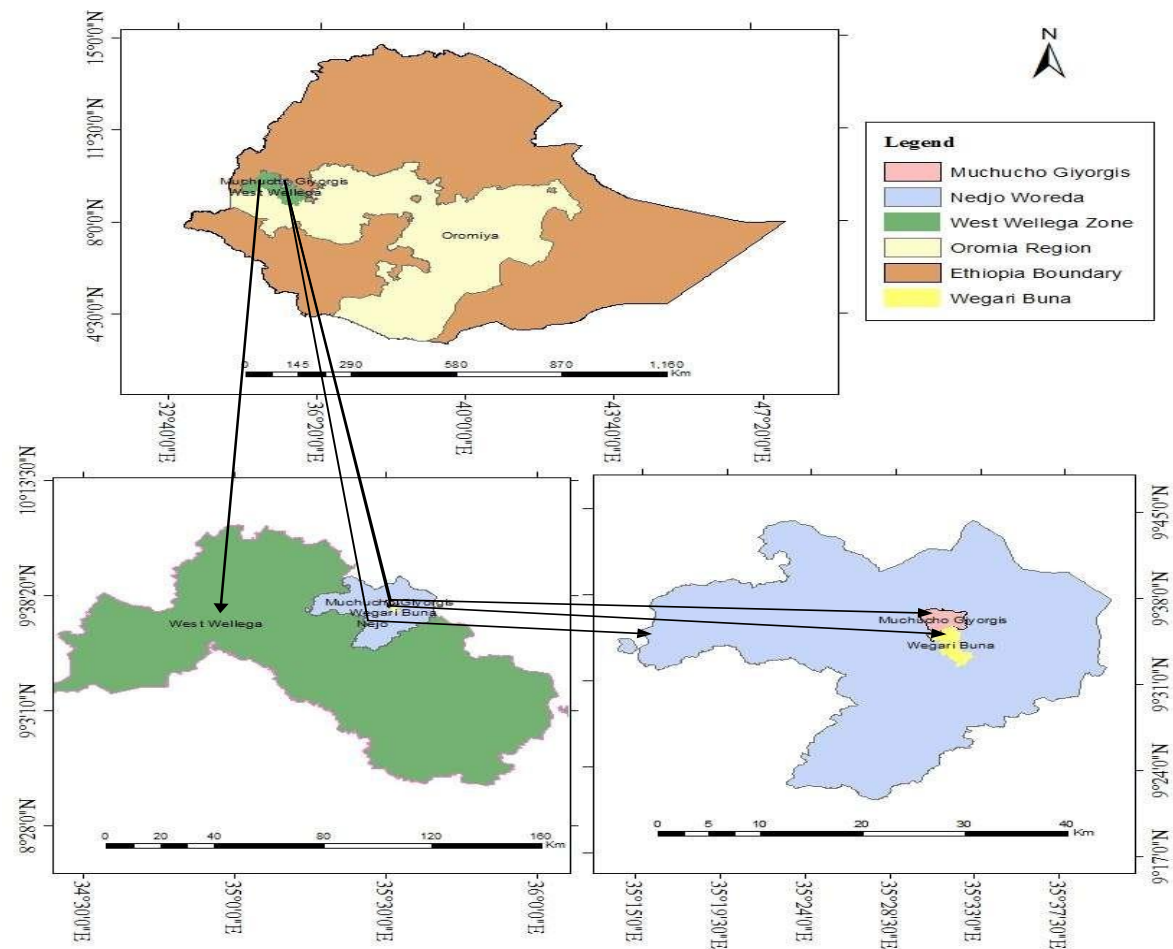 N
15°0'0"N
11°30'0"N
8°0'0"N
4°30'0"N
Muchucho Giyorgis
West Wellega
Oromiya
0 145 290 580 870 1,160
Km
32°40'0"E 36°20'0"E 40°0'0"E 43°40'0"E 47°20'0"E
Legend
Muchucho Giyorgis
Nedjo Woreda
West Wellega Zone
Oromia Region
Ethiopia Boundary
Wegari Buna
10°13'30"N
9°38'20"N
9°3'10"N
8°28'0"N
Muchucho Giyorgis
Wegari Buna
West Wellega
Nejo
0 20 40 80 120 160
Km
34°30'0"E 35°0'0"E 35°30'0"E 36°0'0"E
Muchucho Giyorgis
Wegari Buna
9°45'0"N
9°38'0"N
9°31'0"N
9°24'0"N
9°17'0"N
0 5 10 20 30 40
Km
35°15'0"E 35°19'30"E 35°24'0"E 35°28'30"E 35°33'0"E 35°37'30"E